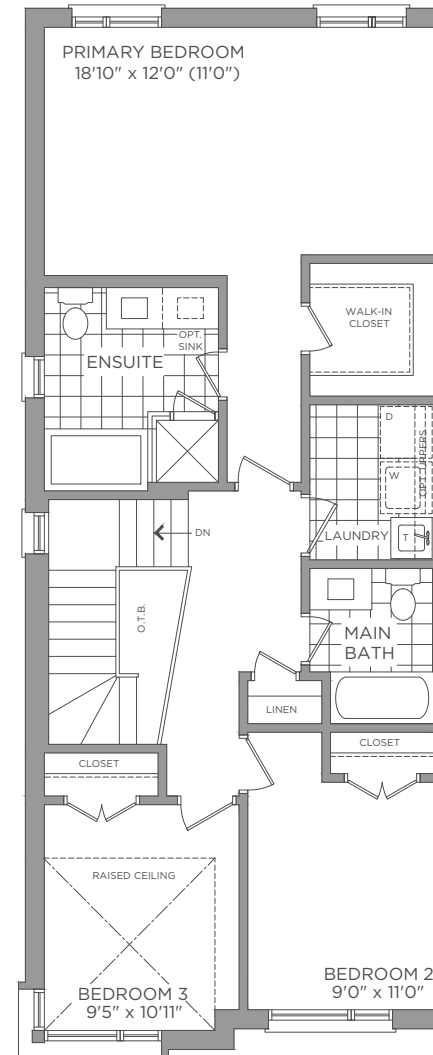 PRIMARY BEDROOM
18'10" x 12'0" (11'0")
WALK-IN
CLOSET
OPT.
SINK
ENSUITE
D
W
OPT. UPPERS
T
LAUNDRY
DN
O.T.B.
MAIN
BATH
LINEN
CLOSET
CLOSET
RAISED CEILING
BEDROOM 3
9'5" x 10'11"
BEDROOM 2
9'0" x 11'0"